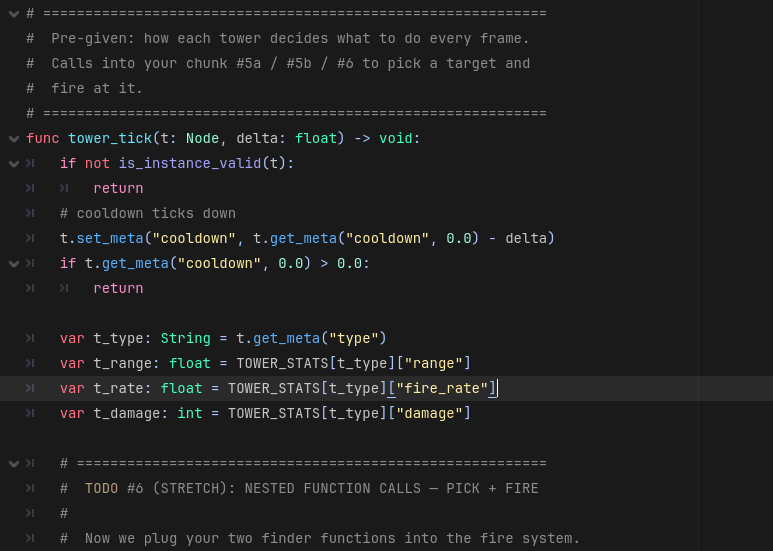 # ============================================================
#  Pre-given: how each tower decides what to do every frame.
#  Calls into your chunk #5a / #5b / #6 to pick a target and
#  fire at it.
# ============================================================
func tower_tick(t: Node, delta: float) -> void:
    if not is_instance_valid(t):
        return
    # cooldown ticks down
    t.set_meta("cooldown", t.get_meta("cooldown", 0.0) - delta)
    if t.get_meta("cooldown", 0.0) > 0.0:
        return

    var t_type: String = t.get_meta("type")
    var t_range: float = TOWER_STATS[t_type]["range"]
    var t_rate: float = TOWER_STATS[t_type]["fire_rate"]
    var t_damage: int = TOWER_STATS[t_type]["damage"]

    # ========================================================
    #  TODO #6 (STRETCH): NESTED FUNCTION CALLS — PICK + FIRE
    #
    #  Now we plug your two finder functions into the fire system.